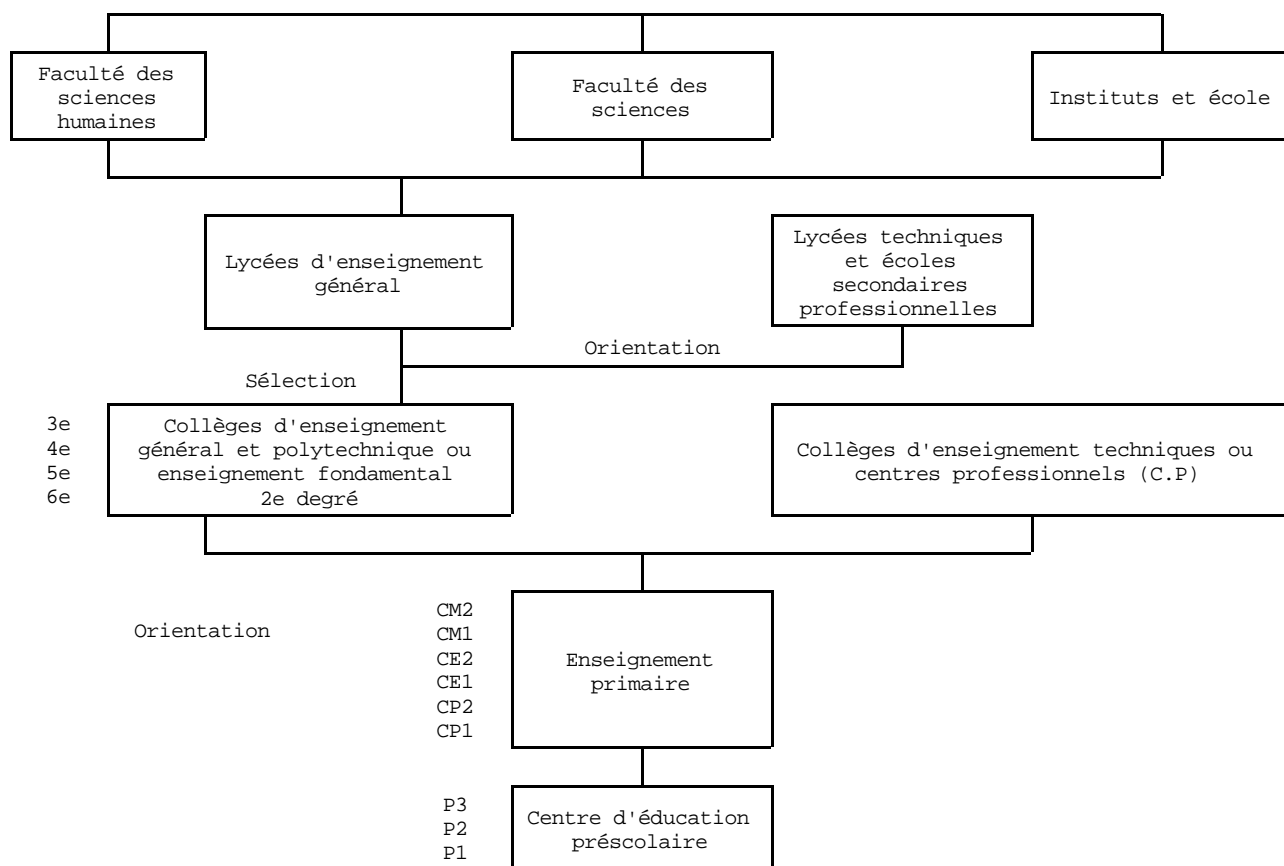 Faculté des
sciences
humaines
Faculté des
sciences
Instituts et école
Lycées d'enseignement
général
Lycées techniques
et écoles
secondaires
professionnelles
Orientation
Sélection
3e
4e
5e
6e
Collèges d'enseignement
général et polytechnique ou
enseignement fondamental
2e degré
Collèges d'enseignement techniques ou
centres professionnels (C.P)
Orientation
CM2
CM1
CE2
CE1
CP2
CP1
Enseignement
primaire
P3
P2
P1
Centre d'éducation
préscolaire